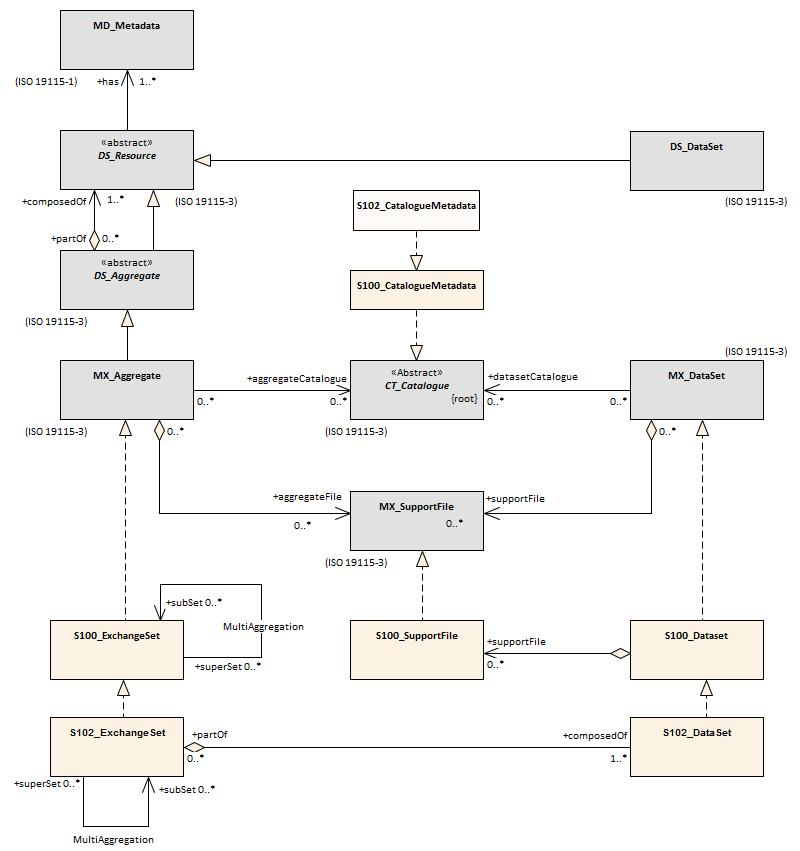 MD_Metadata
(ISO 19115-1)
+has
1..*
«abstract»
DS_Resource
DS_DataSet
+composedOf
1..*
(ISO 19115-3)
(ISO 19115-3)
S102_CatalogueMetadata
+partOf
0..*
«abstract»
DS_Aggregate
S100_CatalogueMetadata
(ISO 19115-3)
(ISO 19115-3)
MX_Aggregate
+aggregateCatalogue
«Abstract»
CT_Catalogue
{root}
+datasetCatalogue
MX_DataSet
0..*
0..*
0..*
0..*
(ISO 19115-3)
0..*
(ISO 19115-3)
0..*
+aggregateFile
0..*
MX_SupportFile
0..*
+supportFile
(ISO 19115-3)
+subSet 0..*
MultiAggregation
S100_ExchangeSet
+superSet 0..*
S100_SupportFile
+supportFile
0..*
S100_Dataset
S102_ExchangeSet
+partOf
0..*
+composedOf
1..*
S102_DataSet
+superSet 0..*
+subSet 0..*
MultiAggregation